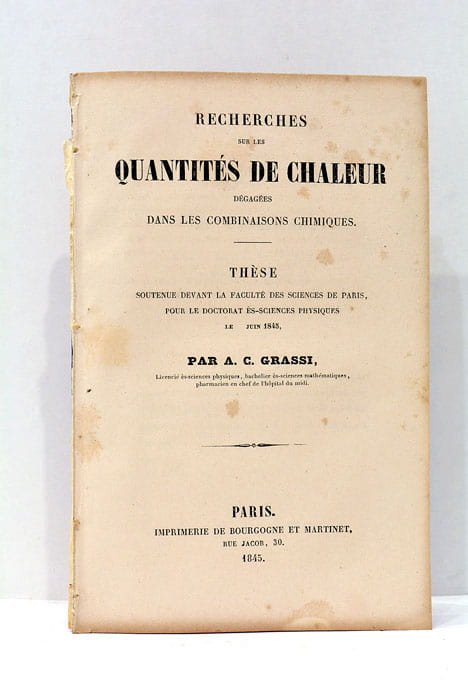 RECHERCHES
SUR LES
QUANTITÉS DE CHALEUR
DÉGAGÉES
DANS LES COMBINAISONS CHIMIQUES.
THÈSE
SOUTENUE DEVANT LA FACULTÉ DES SCIENCES DE PARIS,
POUR LE DOCTORAT ÈS-SCIENCES PHYSIQUES
LE JUIN 1845,
PAR A. C. GRASSI,
Licencié ès-sciences physiques, bachelier ès-sciences mathématiques,
pharmacien en chef de l'hôpital du midi.
PARIS.
IMPRIMERIE DE BOURGOGNE ET MARTINET,
RUE JACOB, 30.
1845.